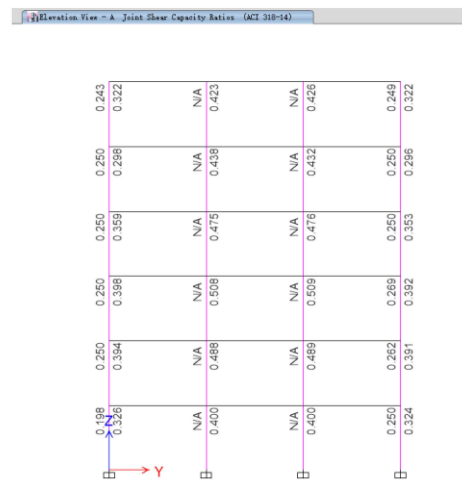 Elevation View - A Joint Shear Capacity Ratios (ACI 318-14)
0.243 0.322 N/A 0.423 N/A 0.426 0.249 0.322
0.250 0.298 N/A 0.438 N/A 0.432 0.250 0.296
0.250 0.359 N/A 0.475 N/A 0.476 0.250 0.353
0.250 0.398 N/A 0.508 N/A 0.509 0.269 0.392
0.250 0.394 N/A 0.488 N/A 0.489 0.262 0.391
0.198 0.326 N/A 0.400 N/A 0.400 0.250 0.324
Z
Y